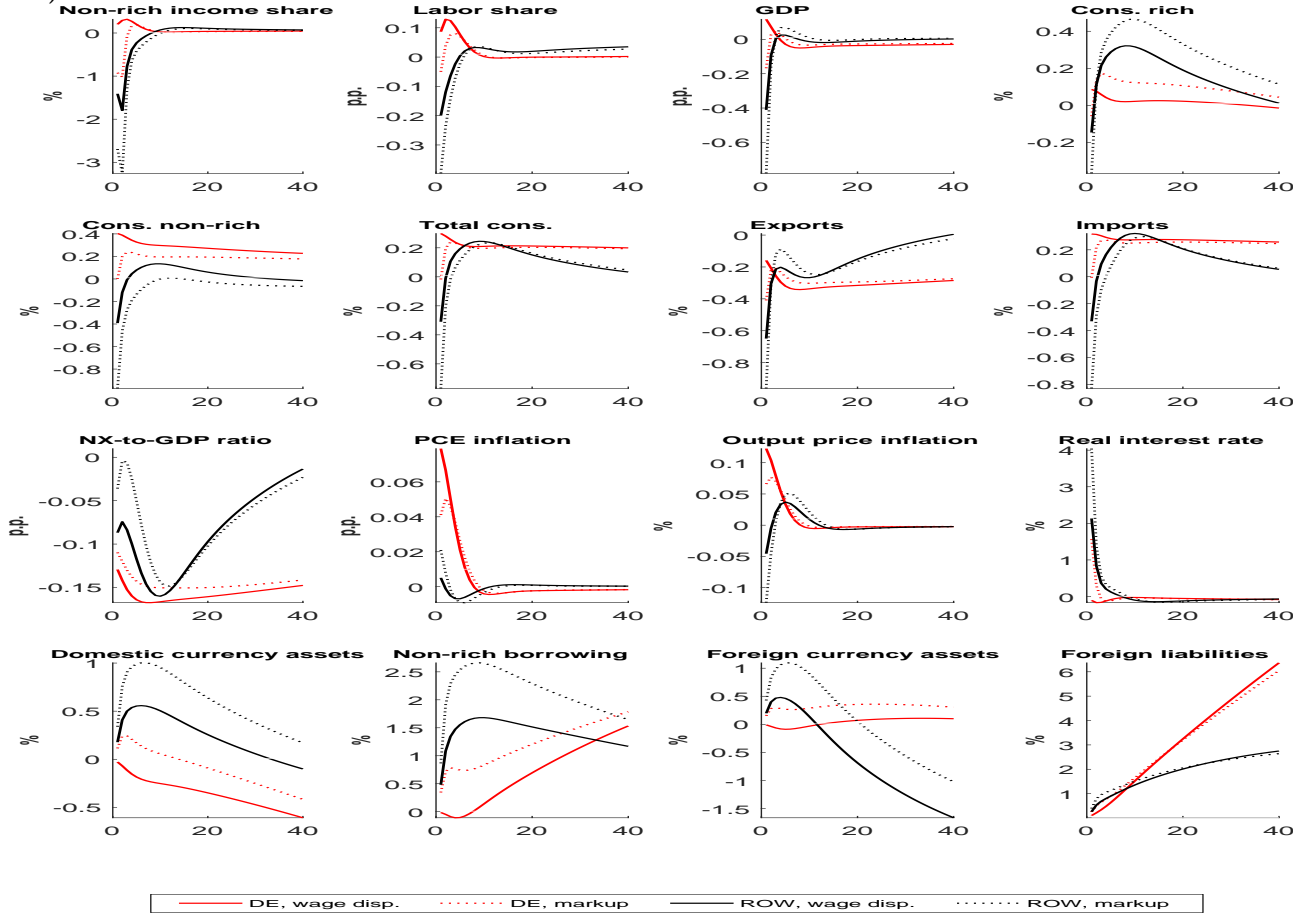 Non-rich income share Labor share GDP Cons. rich
% 0 -1 -2 -3 0 20 40
p.p. 0.1 0 -0.1 -0.2 -0.3 0 20 40
p.p. 0 -0.2 -0.4 -0.6 0 20 40
% 0.4 0.2 0 -0.2 0 20 40
Cons. non-rich Total cons. Exports Imports
% 0.4 0.2 0 -0.2 -0.4 -0.6 -0.8 0 20 40
% 0.2 0 -0.2 -0.4 -0.6 0 20 40
% 0 -0.2 -0.4 -0.6 -0.8 0 20 40
% 0.2 0 -0.2 -0.4 -0.6 -0.8 0 20 40
NX-to-GDP ratio PCE inflation Output price inflation Real interest rate
p.p. 0 -0.05 -0.1 -0.15 0 20 40
p.p. 0.06 0.04 0.02 0 0 20 40
% 0.1 0.05 0 -0.05 -0.1 0 20 40
% 4 3 2 1 0 0 20 40
Domestic currency assets Non-rich borrowing Foreign currency assets Foreign liabilities
% 1 0.5 0 -0.5 0 20 40
% 2.5 2 1.5 1 0.5 0 0 20 40
% 1 0.5 0 -0.5 -1 -1.5 0 20 40
% 6 5 4 3 2 1 0 20 40
DE, wage disp. DE, markup ROW, wage disp. ROW, markup